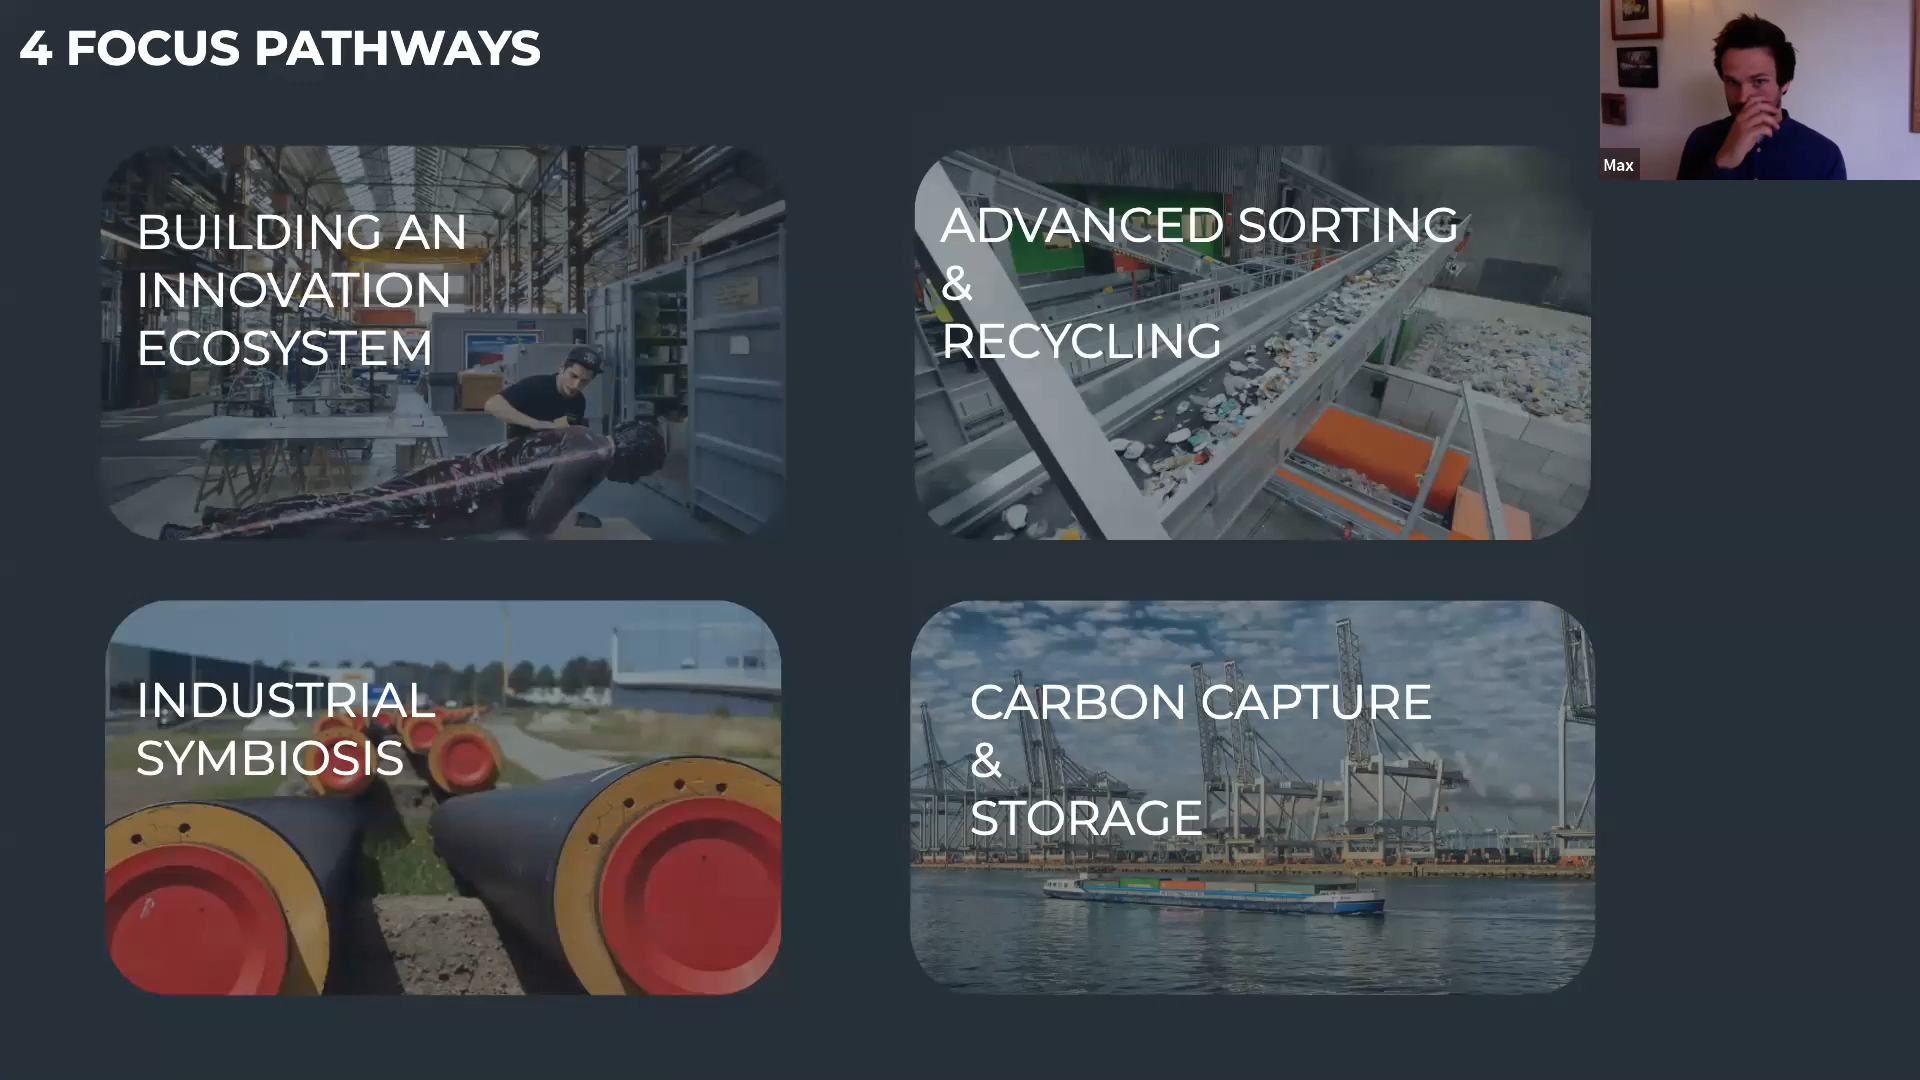 4 FOCUS PATHWAYS
BUILDING AN
INNOVATION
ECOSYSTEM
ADVANCED SORTING
&
RECYCLING
INDUSTRIAL
SYMBIOSIS
CARBON CAPTURE
&
STORAGE
Max